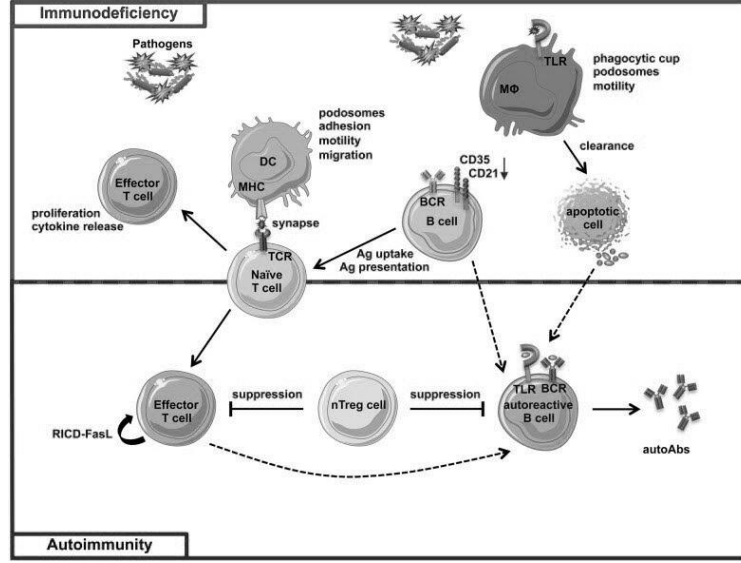 Immunodeficiency
Pathogens
TLR
MΦ
phagocytic cup
podosomes
motility
podosomes
adhesion
motility
migration
DC
MHC
clearance
CD35
CD21
Effector
T cell
BCR
B cell
apoptotic
cell
proliferation
cytokine release
synapse
TCR
Ag uptake
Ag presentation
Naïve
T cell
suppression
suppression
TLR BCR
Effector
T cell
nTreg cell
autoreactive
B cell
RICD-FasL
autoAbs
Autoimmunity